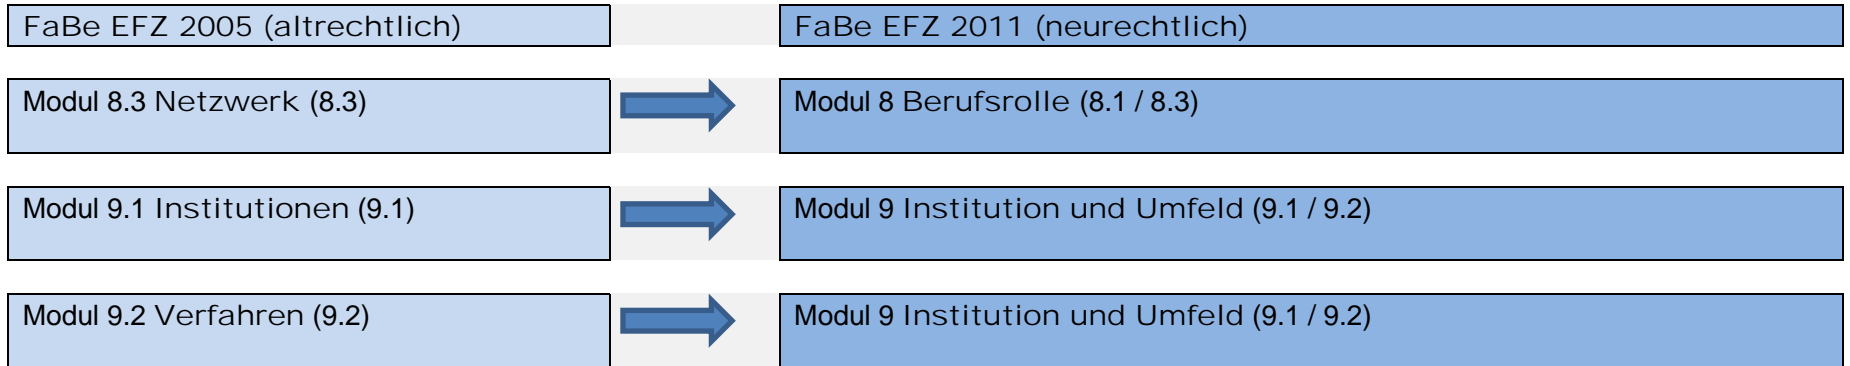 FaBe EFZ 2005 (altrechtlich)
FaBe EFZ 2011 (neurechtlich)
Modul 8.3 Netzwerk (8.3)
Modul 8 Berufsrolle (8.1 / 8.3)
Modul 9.1 Institutionen (9.1)
Modul 9 Institution und Umfeld (9.1 / 9.2)
Modul 9.2 Verfahren (9.2)
Modul 9 Institution und Umfeld (9.1 / 9.2)